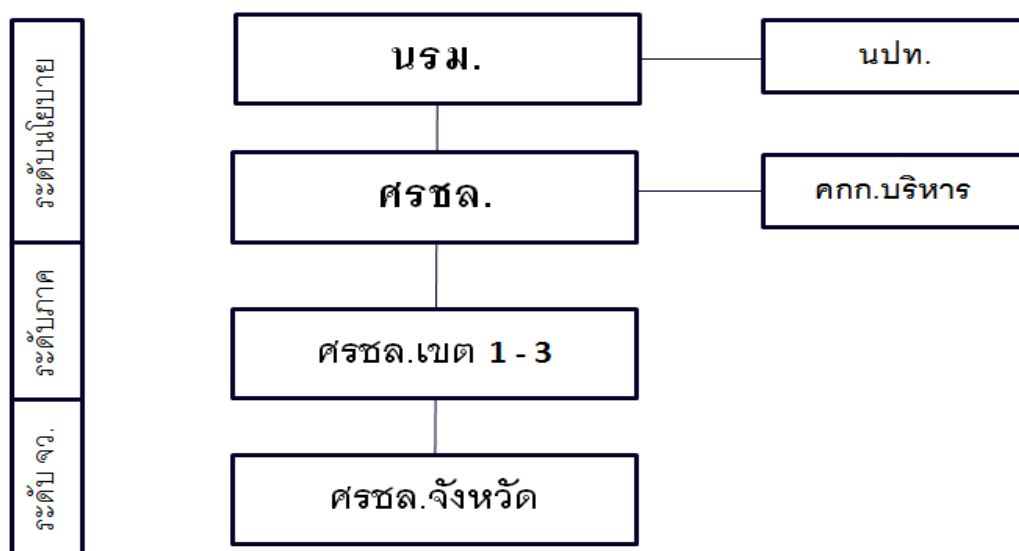 ระดับนโยบาย
นรม.
นปท.
ศรชล.
คกก.บริหาร
ระดับภาค
ศรชล.เขต 1 - 3
ระดับ จว.
ศรชล.จังหวัด